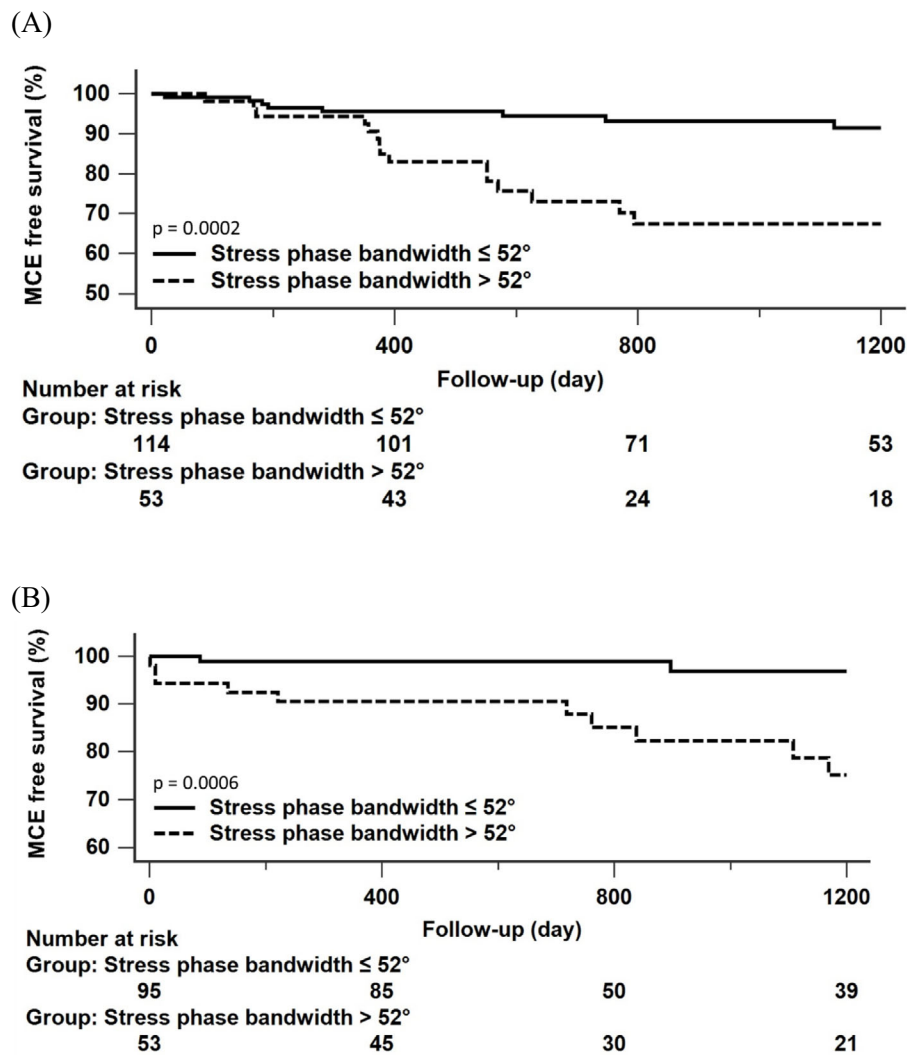 (A)
MCE free survival (%)
100
90
80
70
60
50
p = 0.0002
Stress phase bandwidth ≤ 52°
Stress phase bandwidth > 52°
0 400 800 1200
Follow-up (day)
Number at risk
Group: Stress phase bandwidth ≤ 52°
114 101 71 53
Group: Stress phase bandwidth > 52°
53 43 24 18
(B)
MCE free survival (%)
100
90
80
70
60
p = 0.0006
Stress phase bandwidth ≤ 52°
Stress phase bandwidth > 52°
0 400 800 1200
Follow-up (day)
Number at risk
Group: Stress phase bandwidth ≤ 52°
95 85 50 39
Group: Stress phase bandwidth > 52°
53 45 30 21